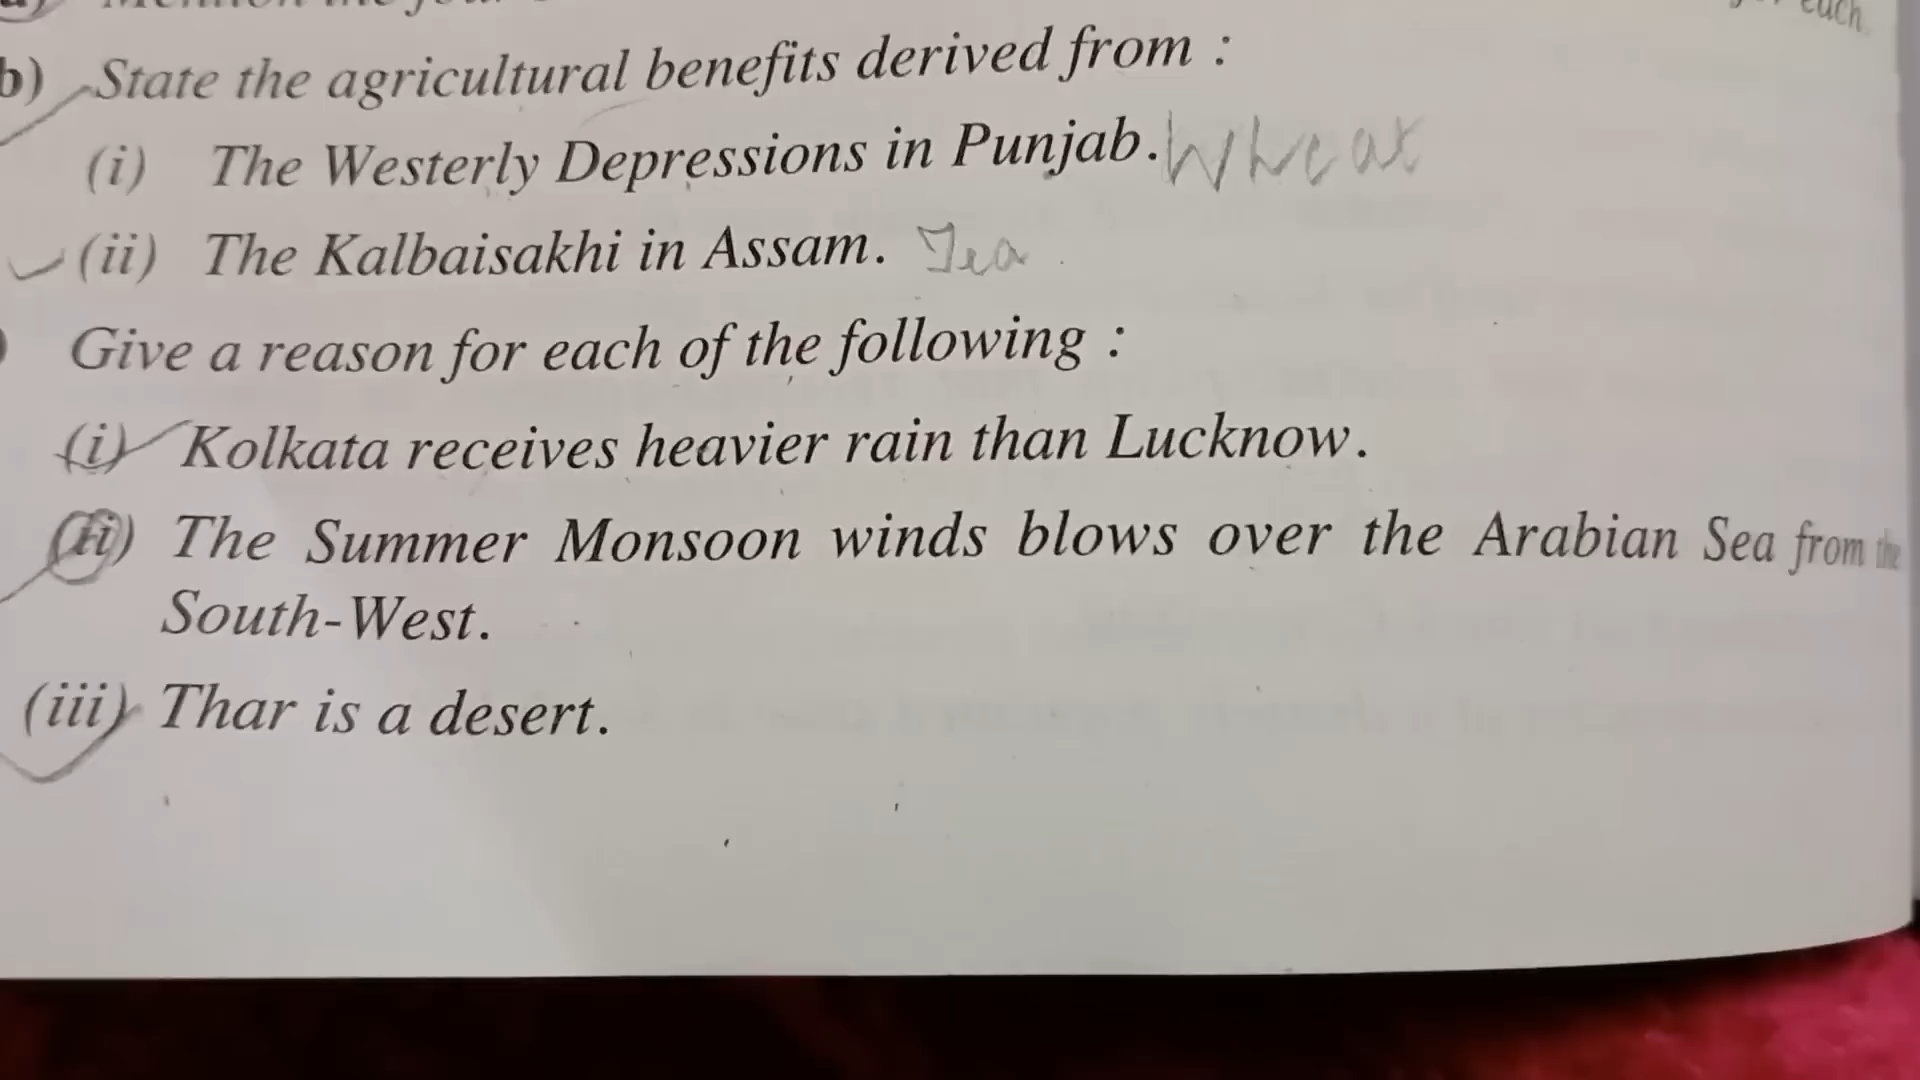 b) State the agricultural benefits derived from :
(i) The Westerly Depressions in Punjab. Wheat
(ii) The Kalbaisakhi in Assam. Tea
Give a reason for each of the following :
(i) Kolkata receives heavier rain than Lucknow.
(ii) The Summer Monsoon winds blows over the Arabian Sea from the
South-West.
(iii) Thar is a desert.